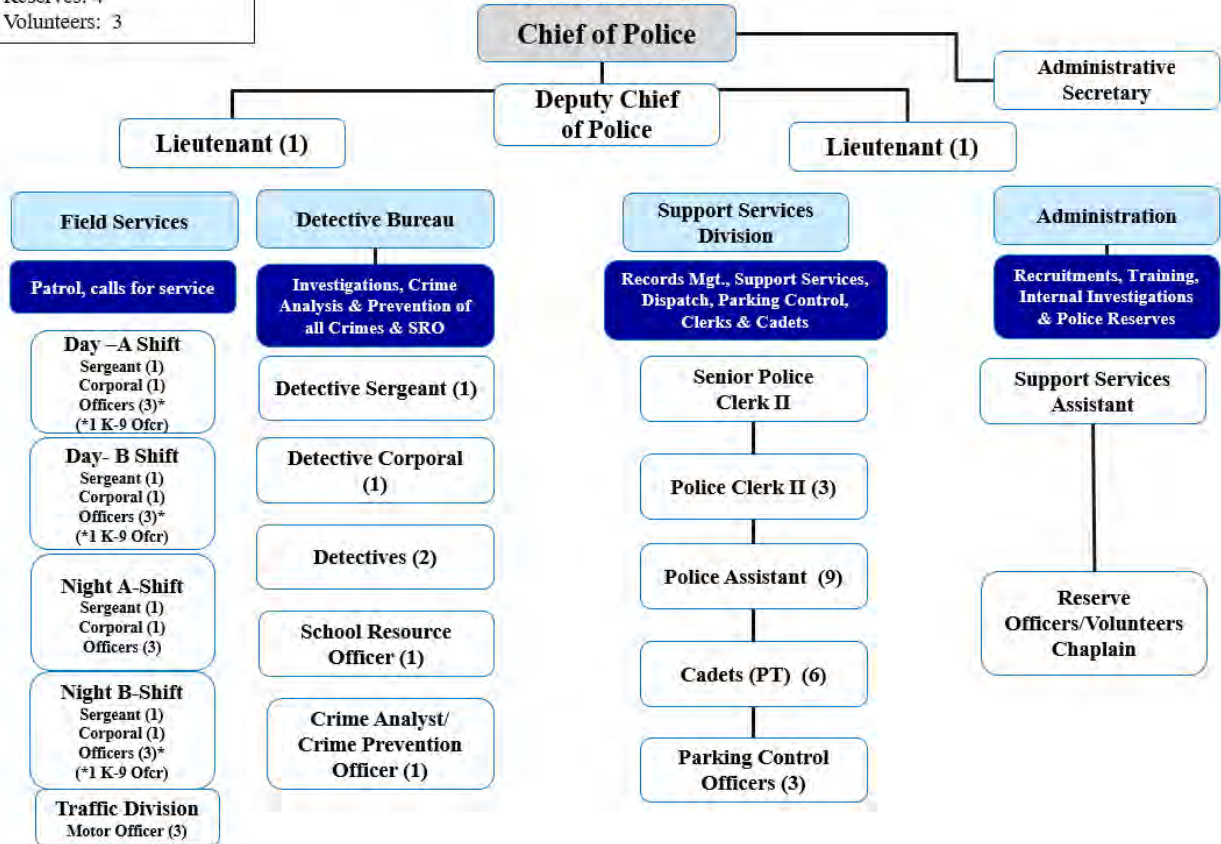 Reserves: 4
Volunteers: 3
Chief of Police
Administrative
Secretary
Deputy Chief
of Police
Lieutenant (1)
Lieutenant (1)
Field Services
Patrol, calls for service
Day –A Shift
Sergeant (1)
Corporal (1)
Officers (3)*
(*1 K-9 Ofcr)
Day- B Shift
Sergeant (1)
Corporal (1)
Officers (3)*
(*1 K-9 Ofcr)
Night A-Shift
Sergeant (1)
Corporal (1)
Officers (3)
Night B-Shift
Sergeant (1)
Corporal (1)
Officers (3)*
(*1 K-9 Ofcr)
Traffic Division
Motor Officer (3)
Detective Bureau
Investigations, Crime
Analysis & Prevention of
all Crimes & SRO
Detective Sergeant (1)
Detective Corporal
(1)
Detectives (2)
School Resource
Officer (1)
Crime Analyst/
Crime Prevention
Officer (1)
Support Services
Division
Records Mgt., Support Services,
Dispatch, Parking Control,
Clerks & Cadets
Senior Police
Clerk II
Police Clerk II (3)
Police Assistant (9)
Cadets (PT) (6)
Parking Control
Officers (3)
Administration
Recruitments, Training,
Internal Investigations
& Police Reserves
Support Services
Assistant
Reserve
Officers/Volunteers
Chaplain